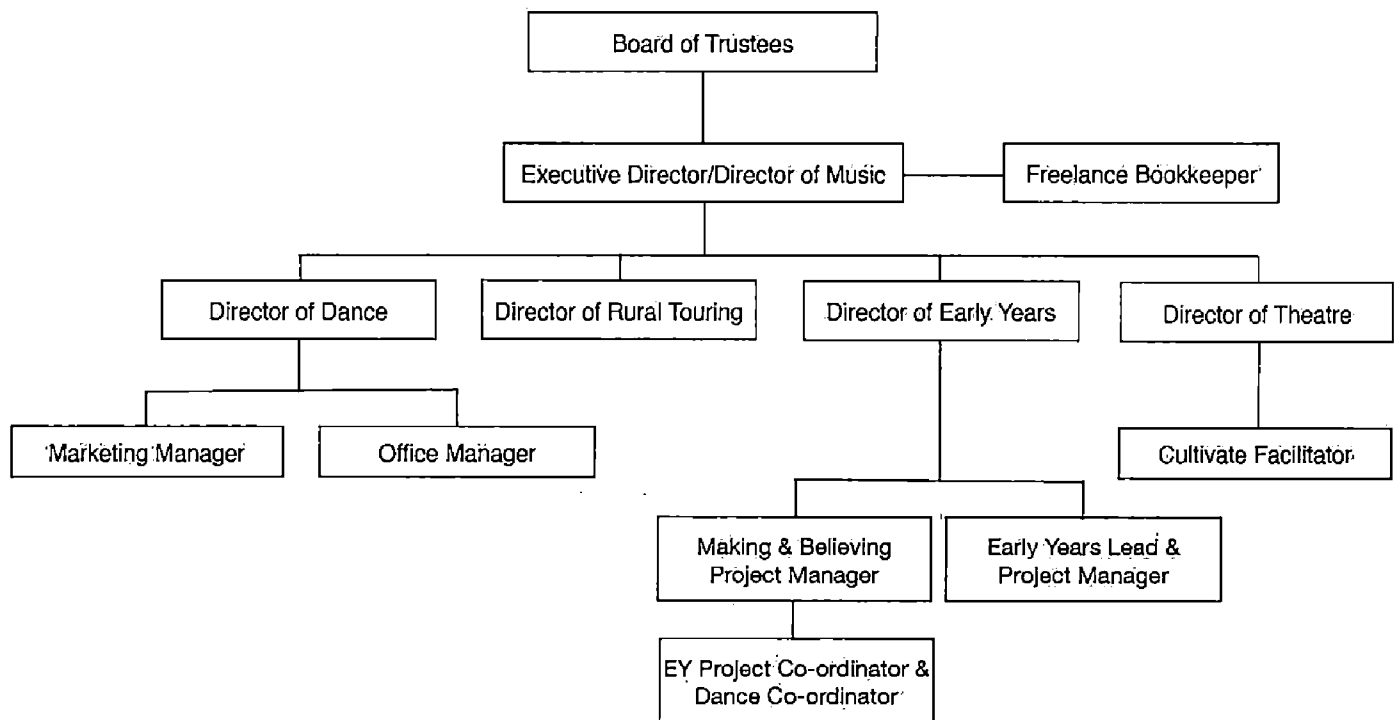 Board of Trustees
Executive Director/Director of Music
Freelance Bookkeeper
Director of Dance
Director of Rural Touring
Director of Early Years
Director of Theatre
Marketing Manager
Office Manager
Cultivate Facilitator
Making & Believing
Project Manager
Early Years Lead &
Project Manager
EY Project Co-ordinator &
Dance Co-ordinator